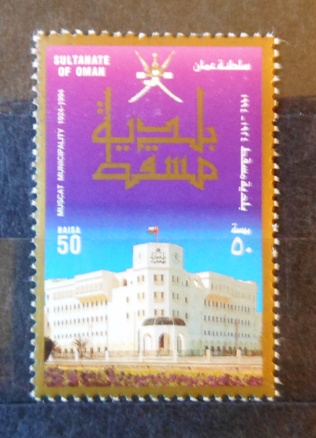 SULTANATE
OF OMAN
سلطنة عمان
بلدية
مسقط
MUSCAT MUNICIPALITY 1924-1994
بلدية مسقط ١٩٢٤-١٩٩٤
BAISA
50
بيسة
٥٠